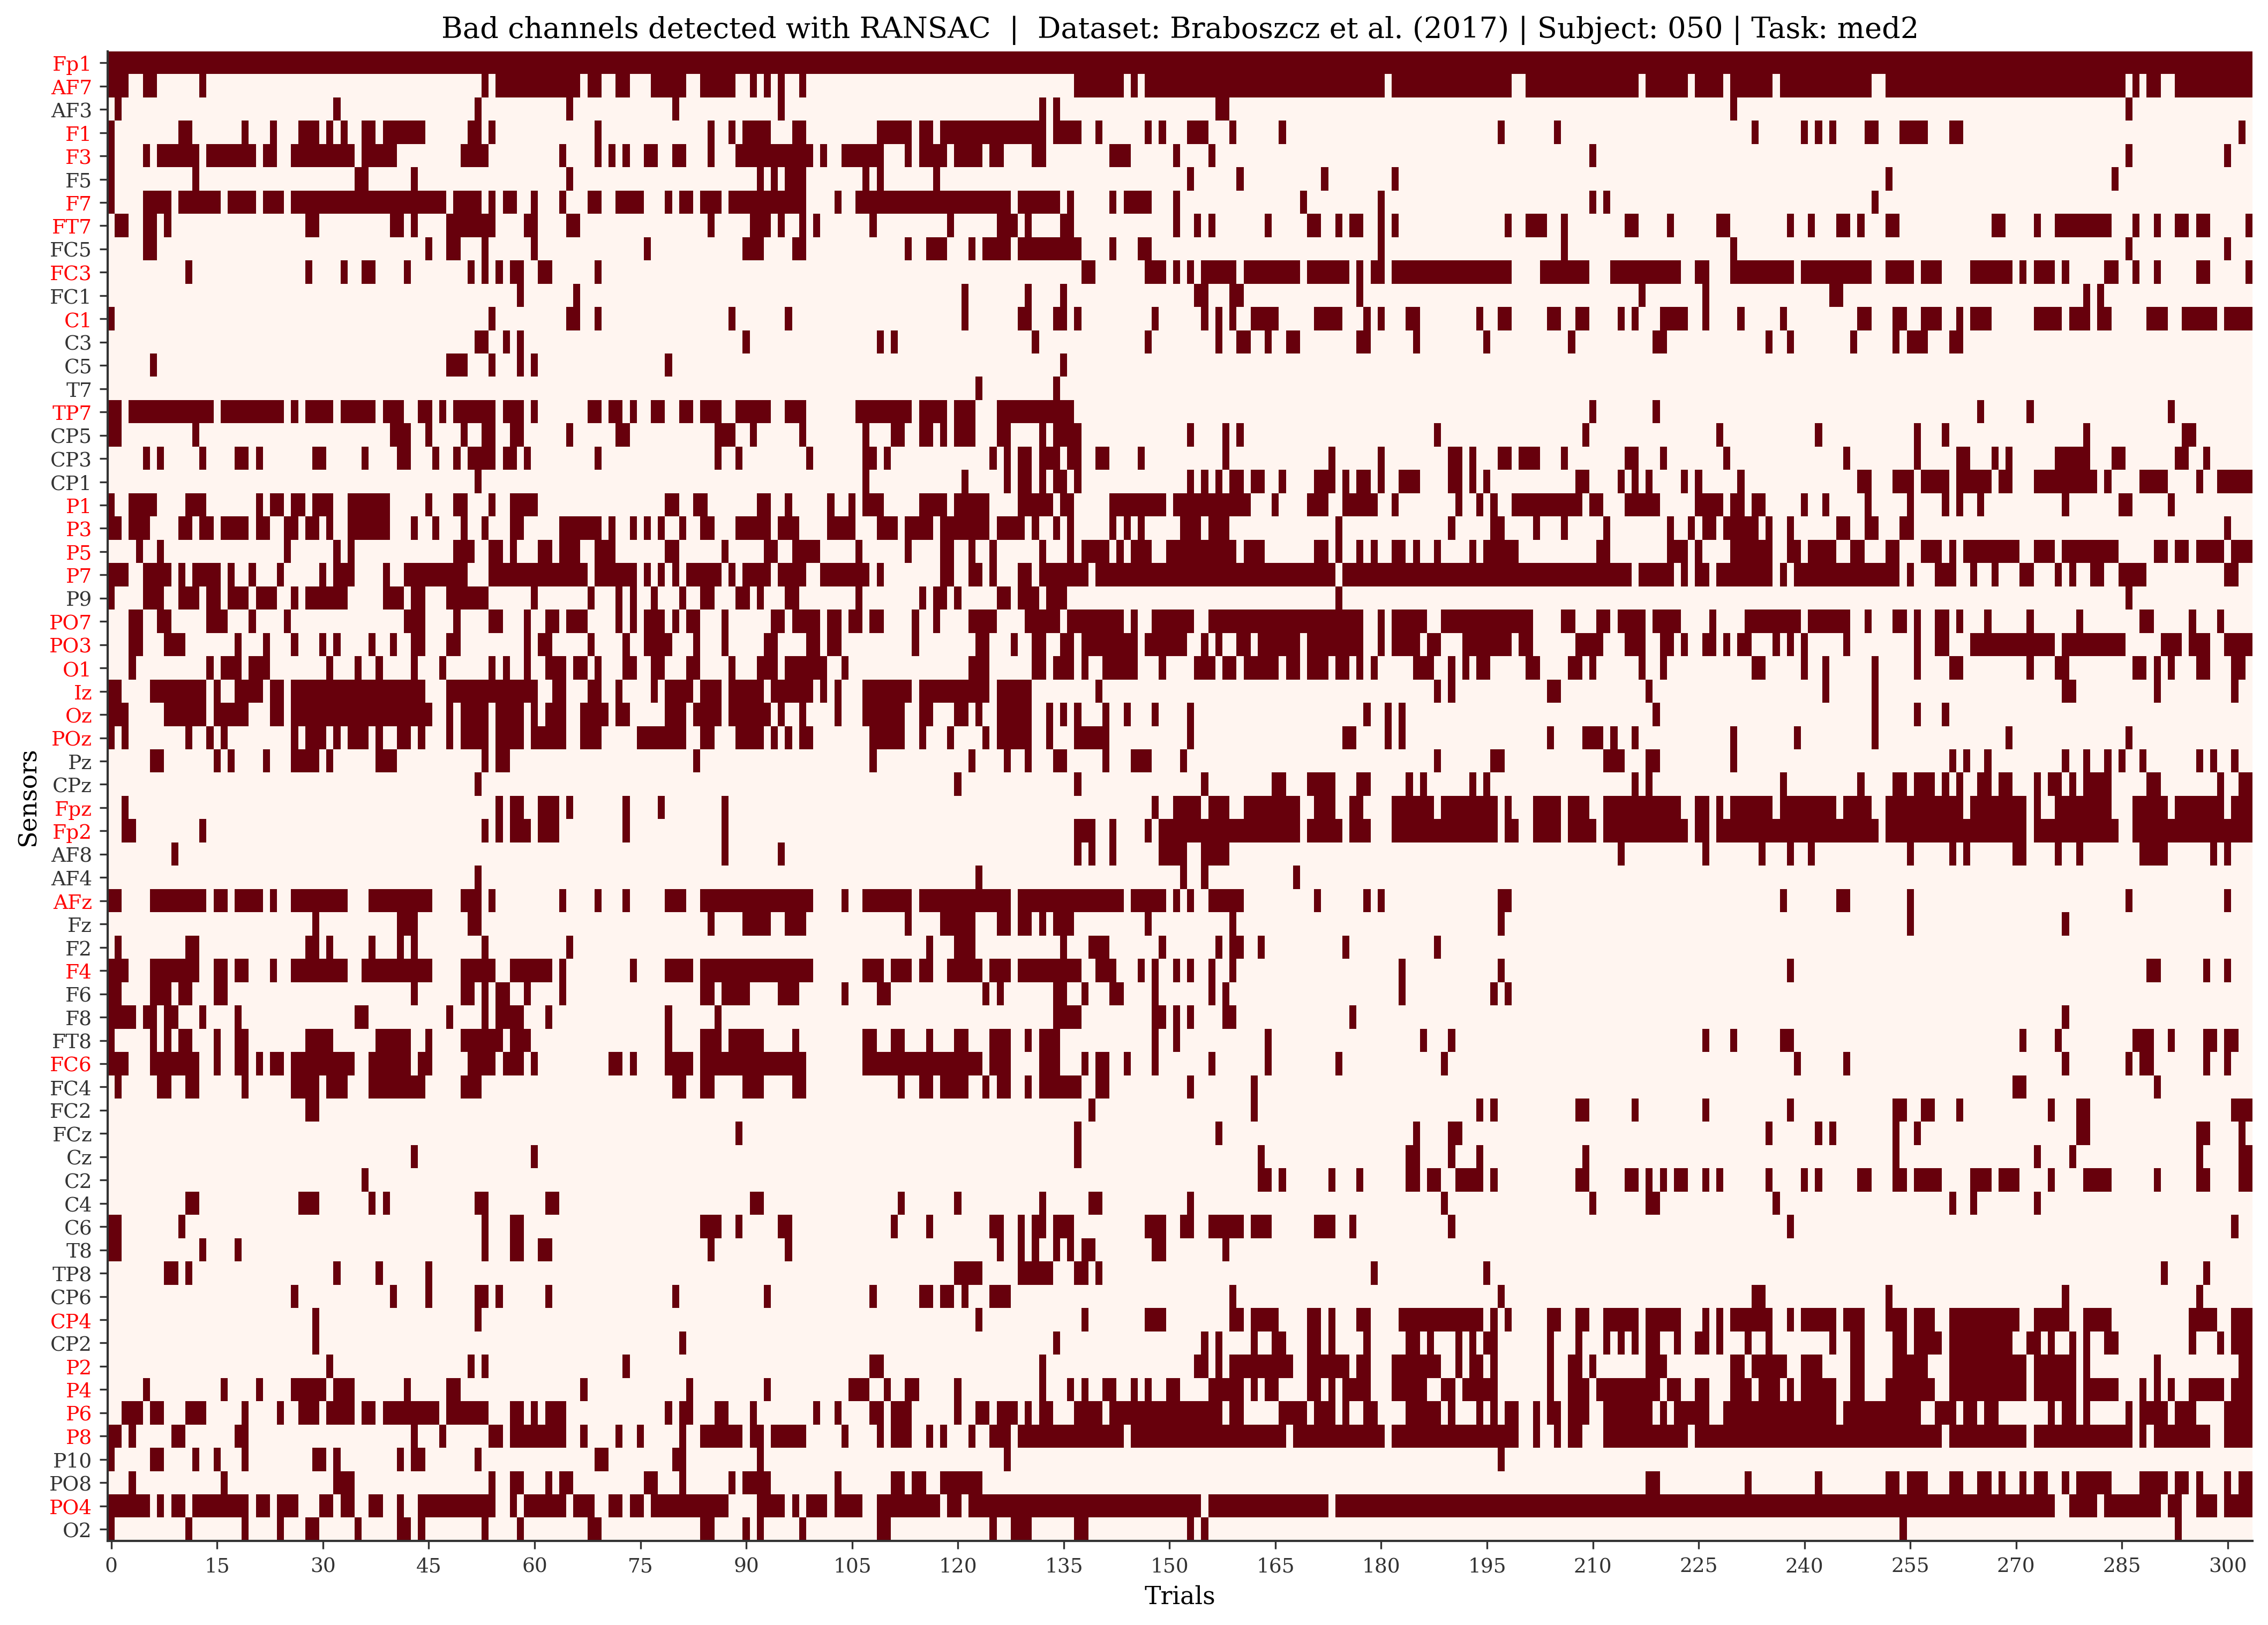 Bad channels detected with RANSAC | Dataset: Braboszcz et al. (2017) | Subject: 050 | Task: med2
Sensors
Fp1
AF7
AF3
F1
F3
F5
F7
FT7
FC5
FC3
FC1
C1
C3
C5
T7
TP7
CP5
CP3
CP1
P1
P3
P5
P7
P9
PO7
PO3
O1
Iz
Oz
POz
Pz
CPz
Fpz
Fp2
AF8
AF4
AFz
Fz
F2
F4
F6
F8
FT8
FC6
FC4
FC2
FCz
Cz
C2
C4
C6
T8
TP8
CP6
CP4
CP2
P2
P4
P6
P8
P10
PO8
PO4
O2
0 15 30 45 60 75 90 105 120 135 150 165 180 195 210 225 240 255 270 285 300
Trials